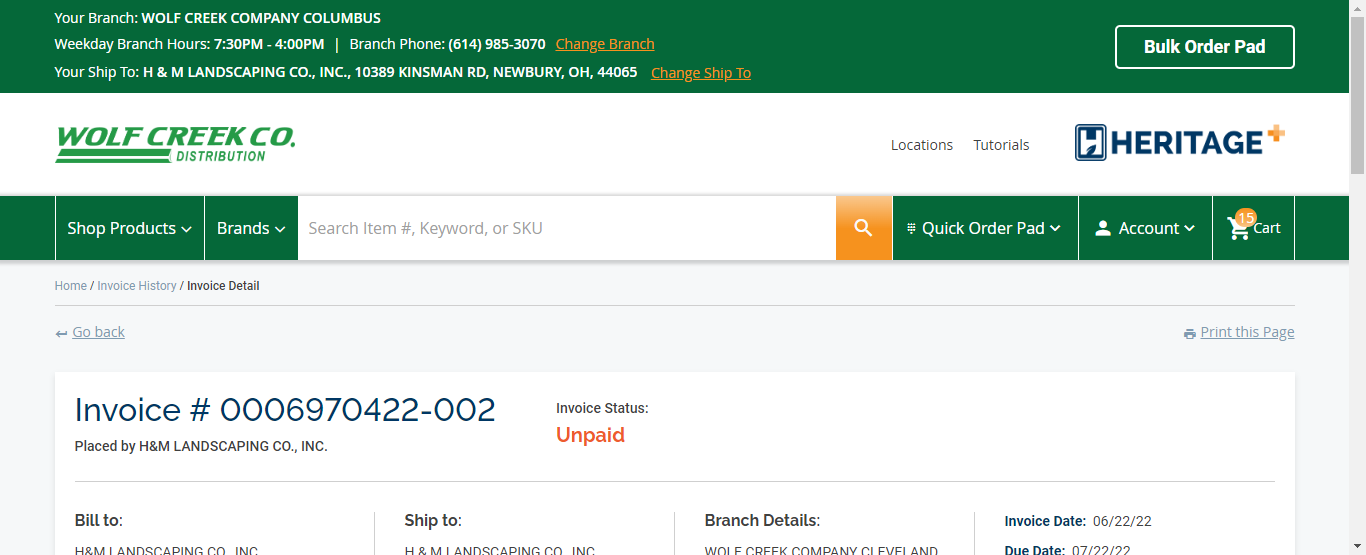 Your Branch: WOLF CREEK COMPANY COLUMBUS
Weekday Branch Hours: 7:30PM - 4:00PM | Branch Phone: (614) 985-3070 Change Branch
Your Ship To: H & M LANDSCAPING CO., INC., 10389 KINSMAN RD, NEWBURY, OH, 44065 Change Ship To
Bulk Order Pad
WOLF CREEK CO.
DISTRIBUTION
Locations Tutorials
HERITAGE+
Shop Products Brands Search Item #, Keyword, or SKU Quick Order Pad Account 15 Cart
Home / Invoice History / Invoice Detail
Go back Print this Page
Invoice # 0006970422-002
Placed by H&M LANDSCAPING CO., INC.
Invoice Status:
Unpaid
Bill to: Ship to: Branch Details: Invoice Date: 06/22/22
H&M LANDSCAPING CO., INC. H & M LANDSCAPING CO., INC. WOLF CREEK COMPANY CLEVELAND Due Date: 07/22/22